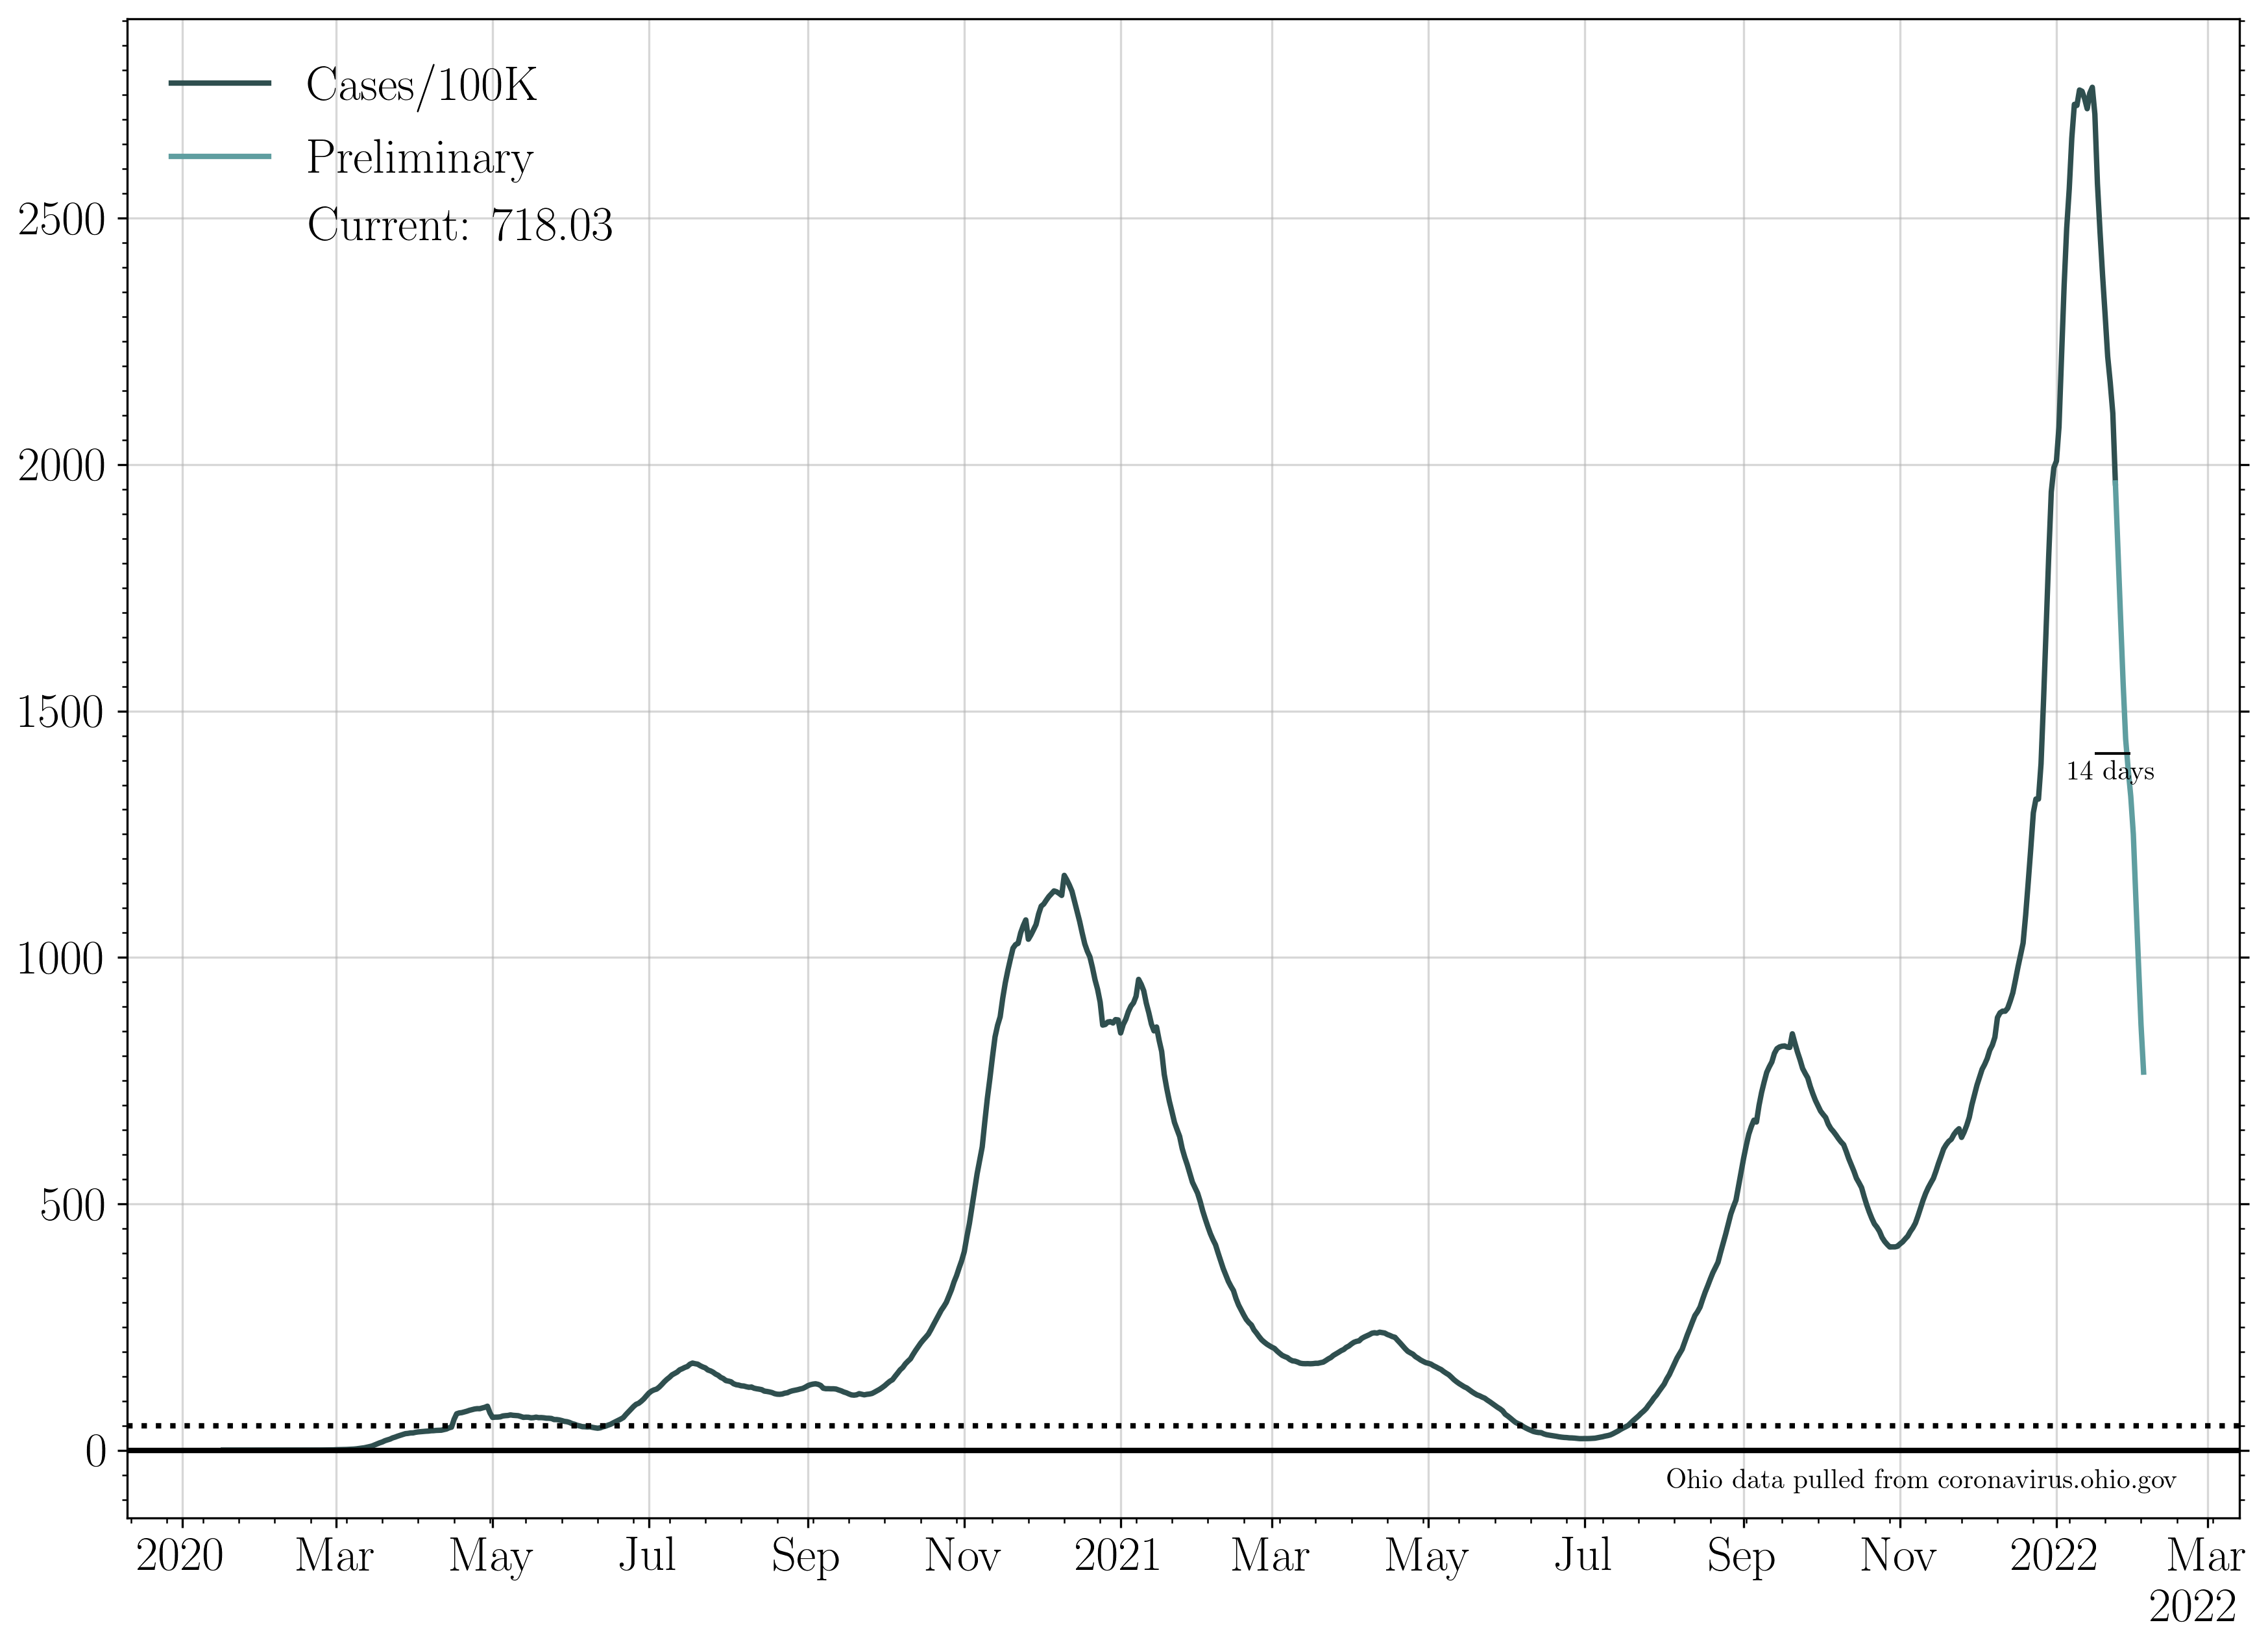 Cases/100K
Preliminary
Current: 718.03
2500
2000
1500
1000
500
0
14 days
Ohio data pulled from coronavirus.ohio.gov
2020 Mar May Jul Sep Nov 2021 Mar May Jul Sep Nov 2022 Mar
2022